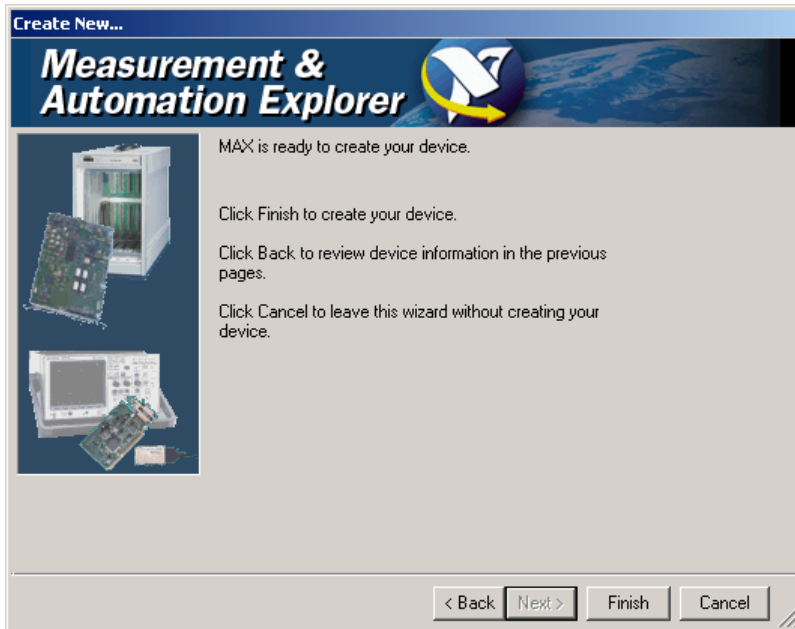 Create New...
Measurement &
Automation Explorer
MAX is ready to create your device.
Click Finish to create your device.
Click Back to review device information in the previous
pages.
Click Cancel to leave this wizard without creating your
device.
< Back Next > Finish Cancel